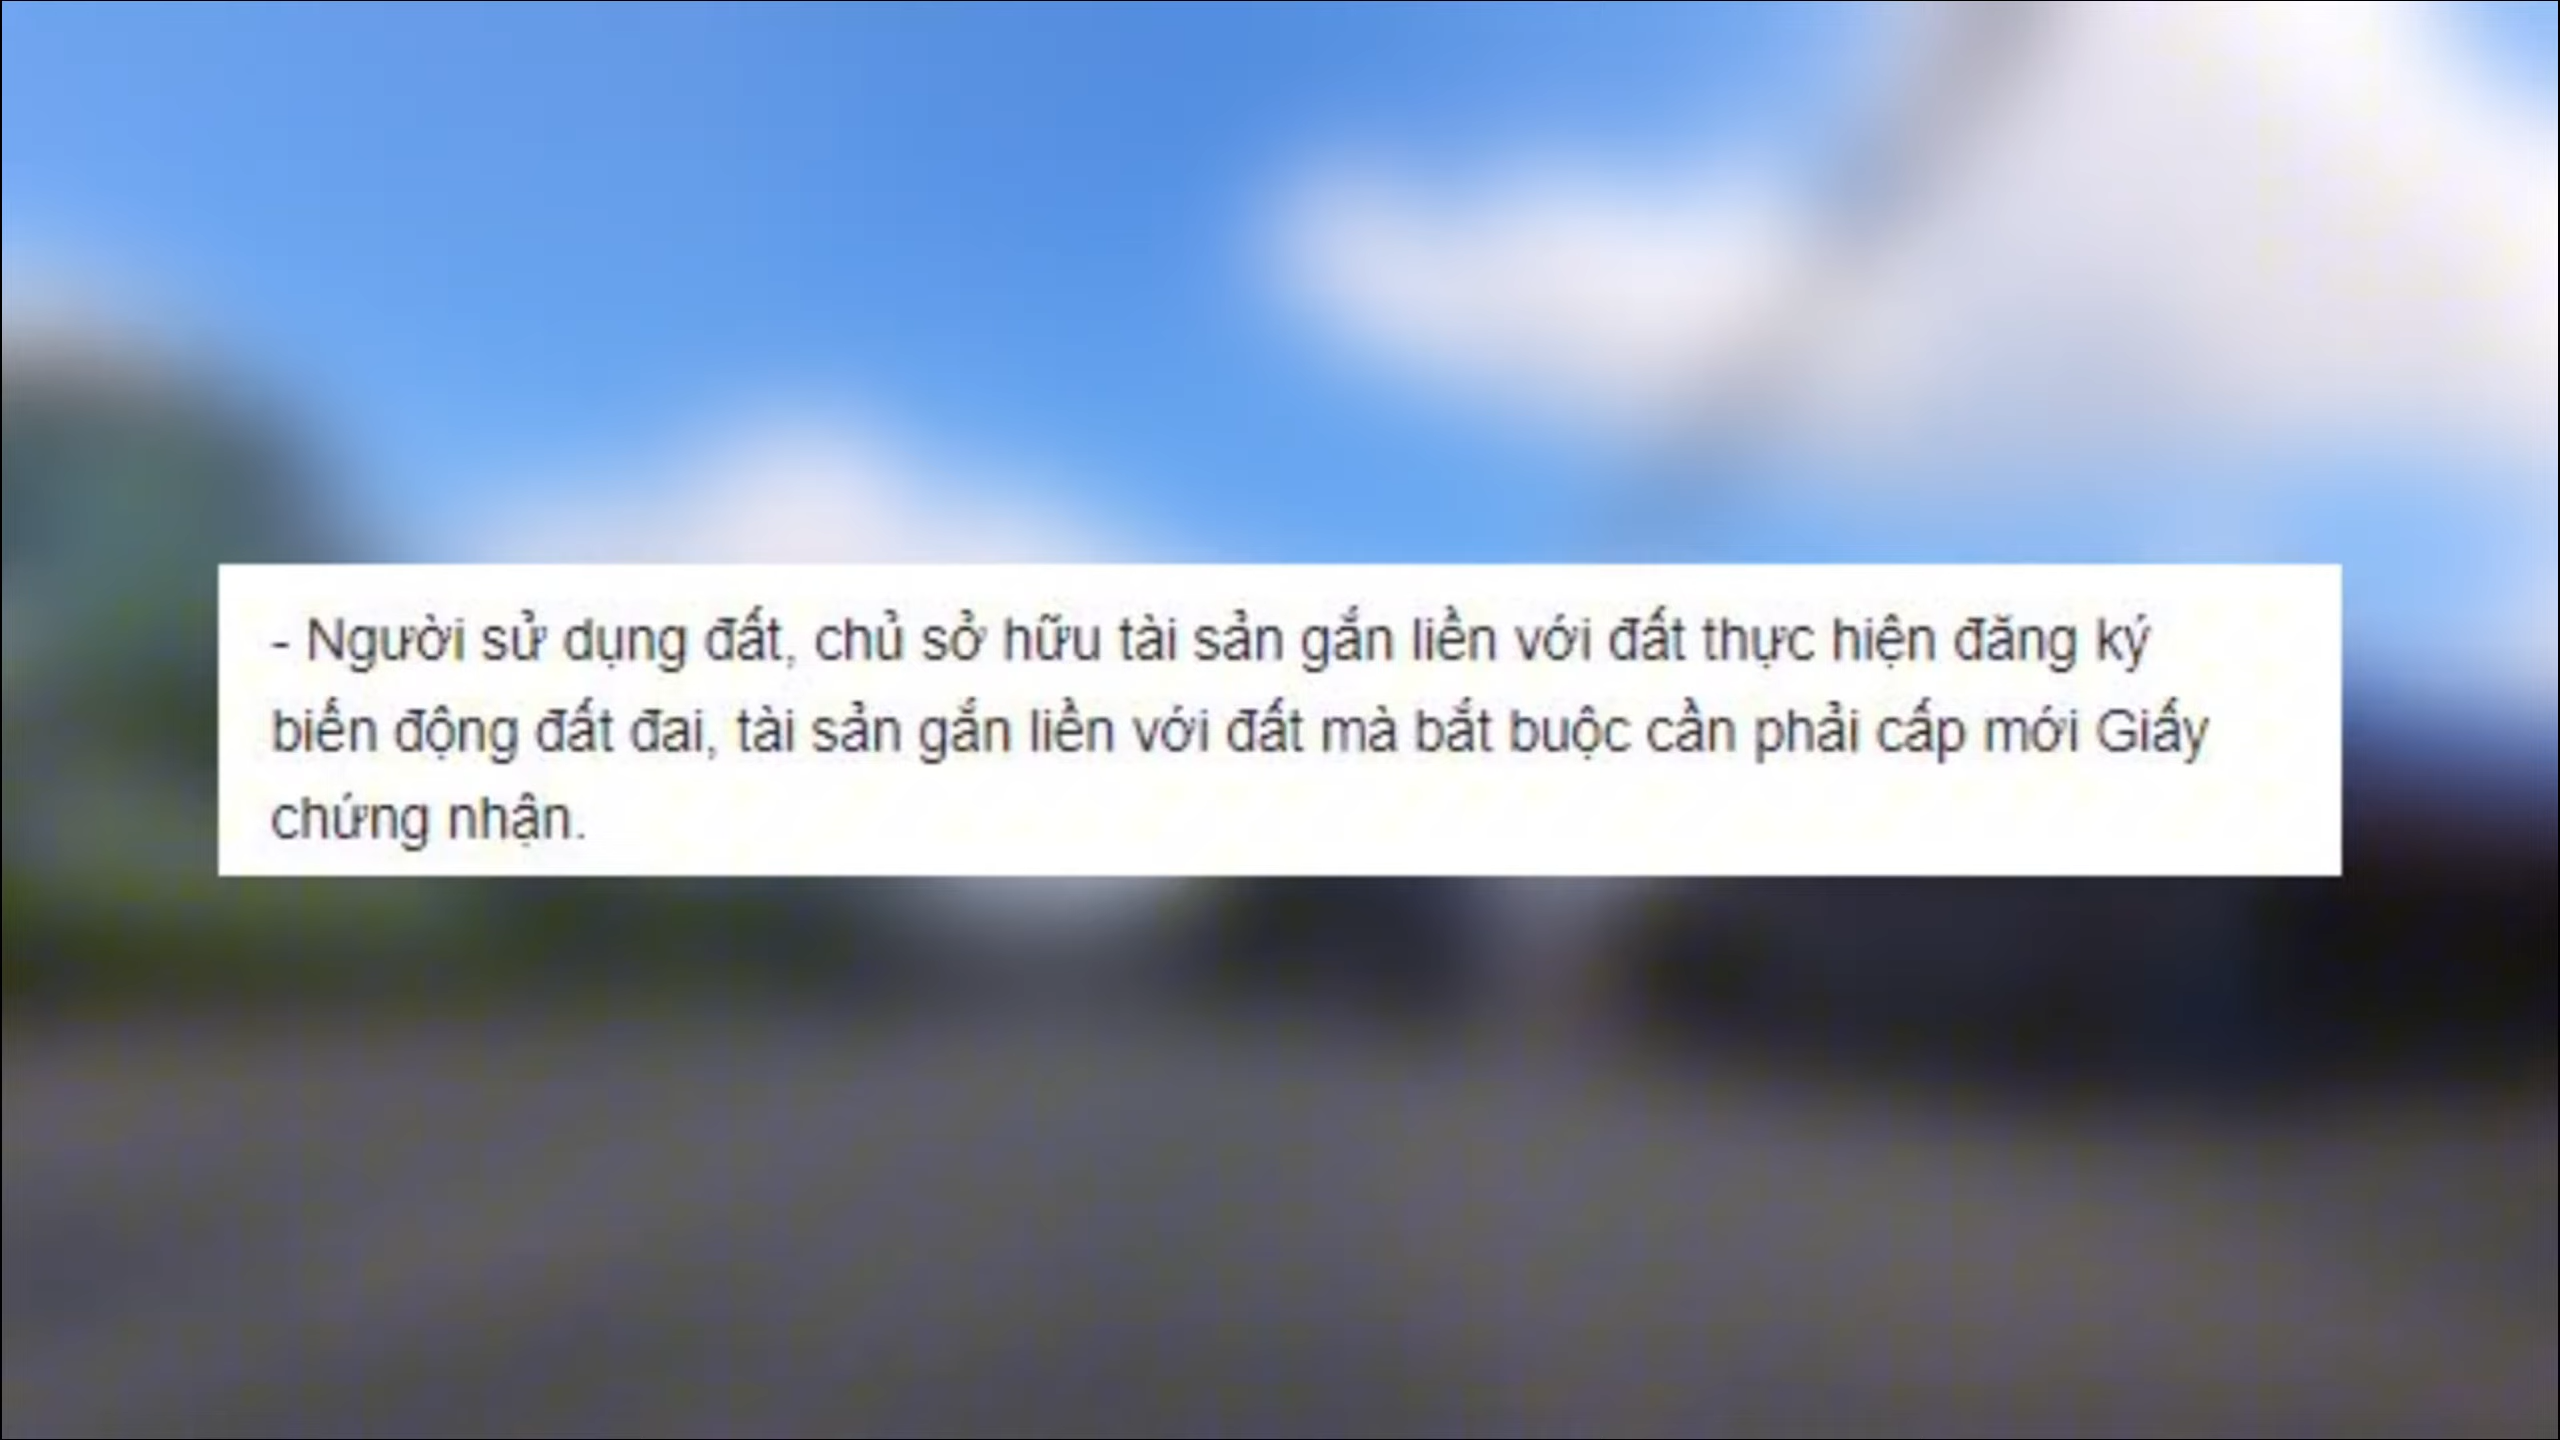 - Người sử dụng đất, chủ sở hữu tài sản gắn liền với đất thực hiện đăng ký
biến động đất đai, tài sản gắn liền với đất mà bắt buộc cần phải cấp mới Giấy
chứng nhận.